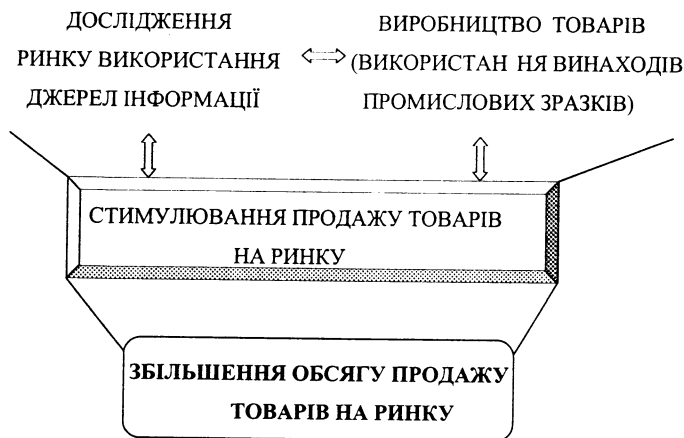 ДОСЛІДЖЕННЯ
РИНКУ ВИКОРИСТАННЯ
ДЖЕРЕЛ ІНФОРМАЦІЇ
ВИРОБНИЦТВО ТОВАРІВ
(ВИКОРИСТАН НЯ ВИНАХОДІВ
ПРОМИСЛОВИХ ЗРАЗКІВ)
СТИМУЛЮВАННЯ ПРОДАЖУ ТОВАРІВ
НА РИНКУ
ЗБІЛЬШЕННЯ ОБСЯГУ ПРОДАЖУ
ТОВАРІВ НА РИНКУ